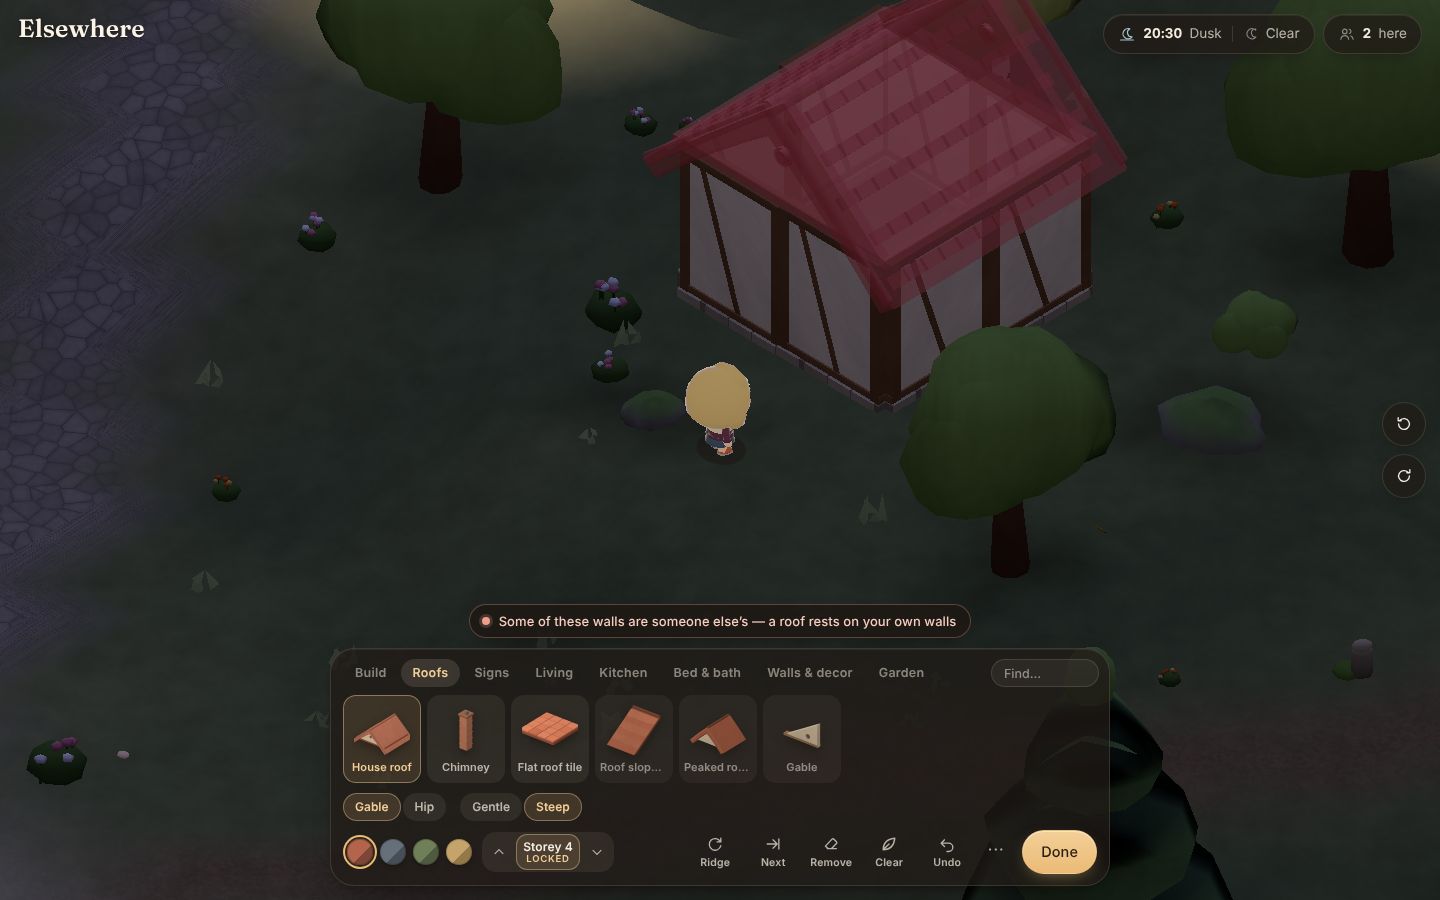 Elsewhere
20:30 Dusk Clear
2 here
Some of these walls are someone else's — a roof rests on your own walls
Build Roofs Signs Living Kitchen Bed & bath Walls & decor Garden Find...
House roof Chimney Flat roof tile Roof slop... Peaked ro... Gable
Gable Hip Gentle Steep
Storey 4
LOCKED
Ridge Next Remove Clear Undo ... Done